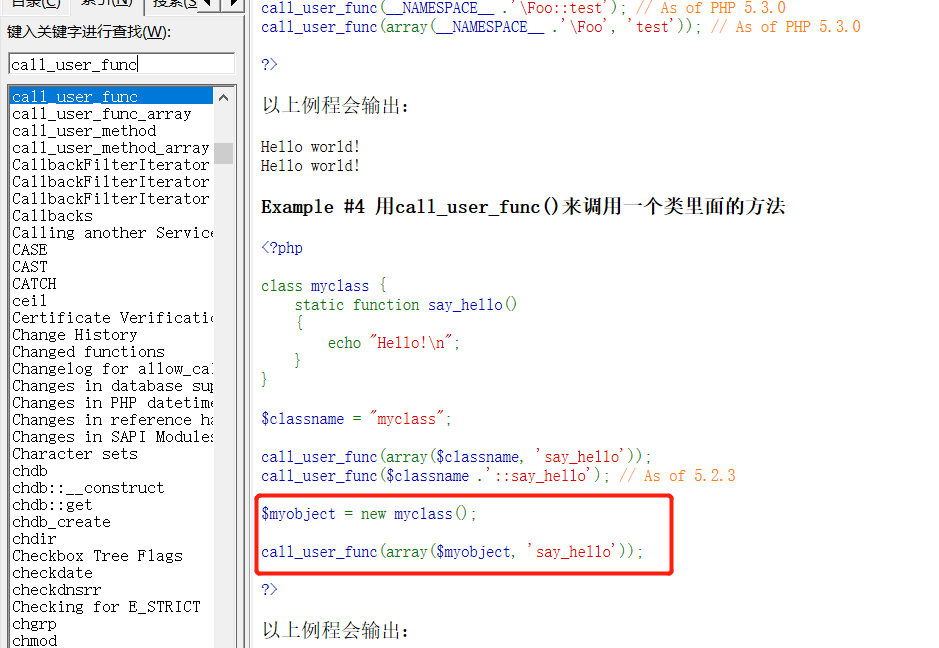 目录(C) 索引(N) 搜索(S
键入关键字进行查找(W):
call_user_func
call_user_func
call_user_func_array
call_user_method
call_user_method_array
CallbackFilterIterator
CallbackFilterIterator
CallbackFilterIterator
Callbacks
Calling another Service
CASE
CAST
CATCH
ceil
Certificate Verificatio
Change History
Changed functions
Changelog for allow_cal
Changes in database sup
Changes in PHP datetime
Changes in reference ha
Changes in SAPI Modules
Character sets
chdb
chdb::__construct
chdb::get
chdb_create
chdir
Checkbox Tree Flags
checkdate
checkdnsrr
Checking for E_STRICT
chgrp
chmod
call_user_func(__NAMESPACE__ .'\Foo::test'); // As of PHP 5.3.0
call_user_func(array(__NAMESPACE__ .'\Foo', 'test')); // As of PHP 5.3.0
?>
以上例程会输出：
Hello world!
Hello world!
Example #4 用call_user_func()来调用一个类里面的方法
<?php
class myclass {
static function say_hello()
{
echo "Hello!\n";
}
}
$classname = "myclass";
call_user_func(array($classname, 'say_hello'));
call_user_func($classname .'::say_hello'); // As of 5.2.3
$myobject = new myclass();
call_user_func(array($myobject, 'say_hello'));
?>
以上例程会输出：